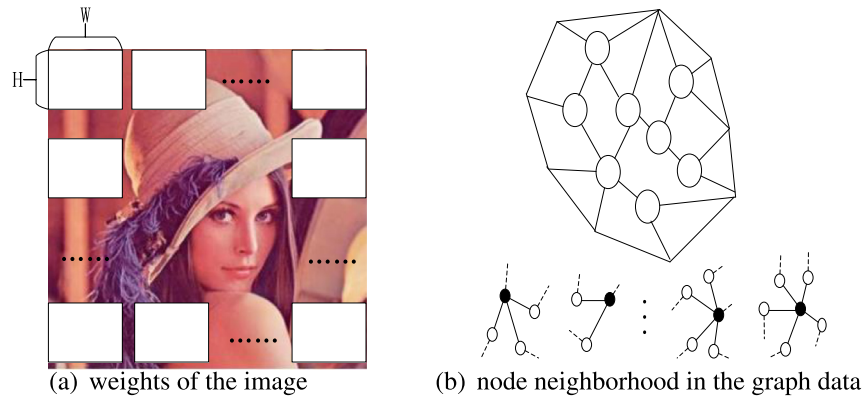 W
H
(a) weights of the image
(b) node neighborhood in the graph data